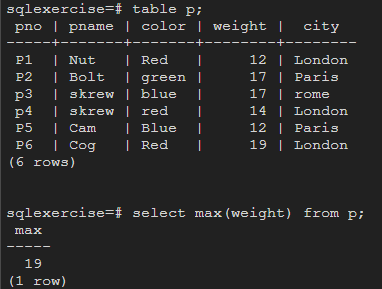 sqlexercise=# table p;
 pno | pname | color | weight | city
-----+-------+-------+--------+--------
 P1  | Nut   | Red   |     12 | London
 P2  | Bolt  | green |     17 | Paris
 p3  | skrew | blue  |     17 | rome
 p4  | skrew | red   |     14 | London
 P5  | Cam   | Blue  |     12 | Paris
 P6  | Cog   | Red   |     19 | London
(6 rows)
sqlexercise=# select max(weight) from p;
 max
-----
  19
(1 row)